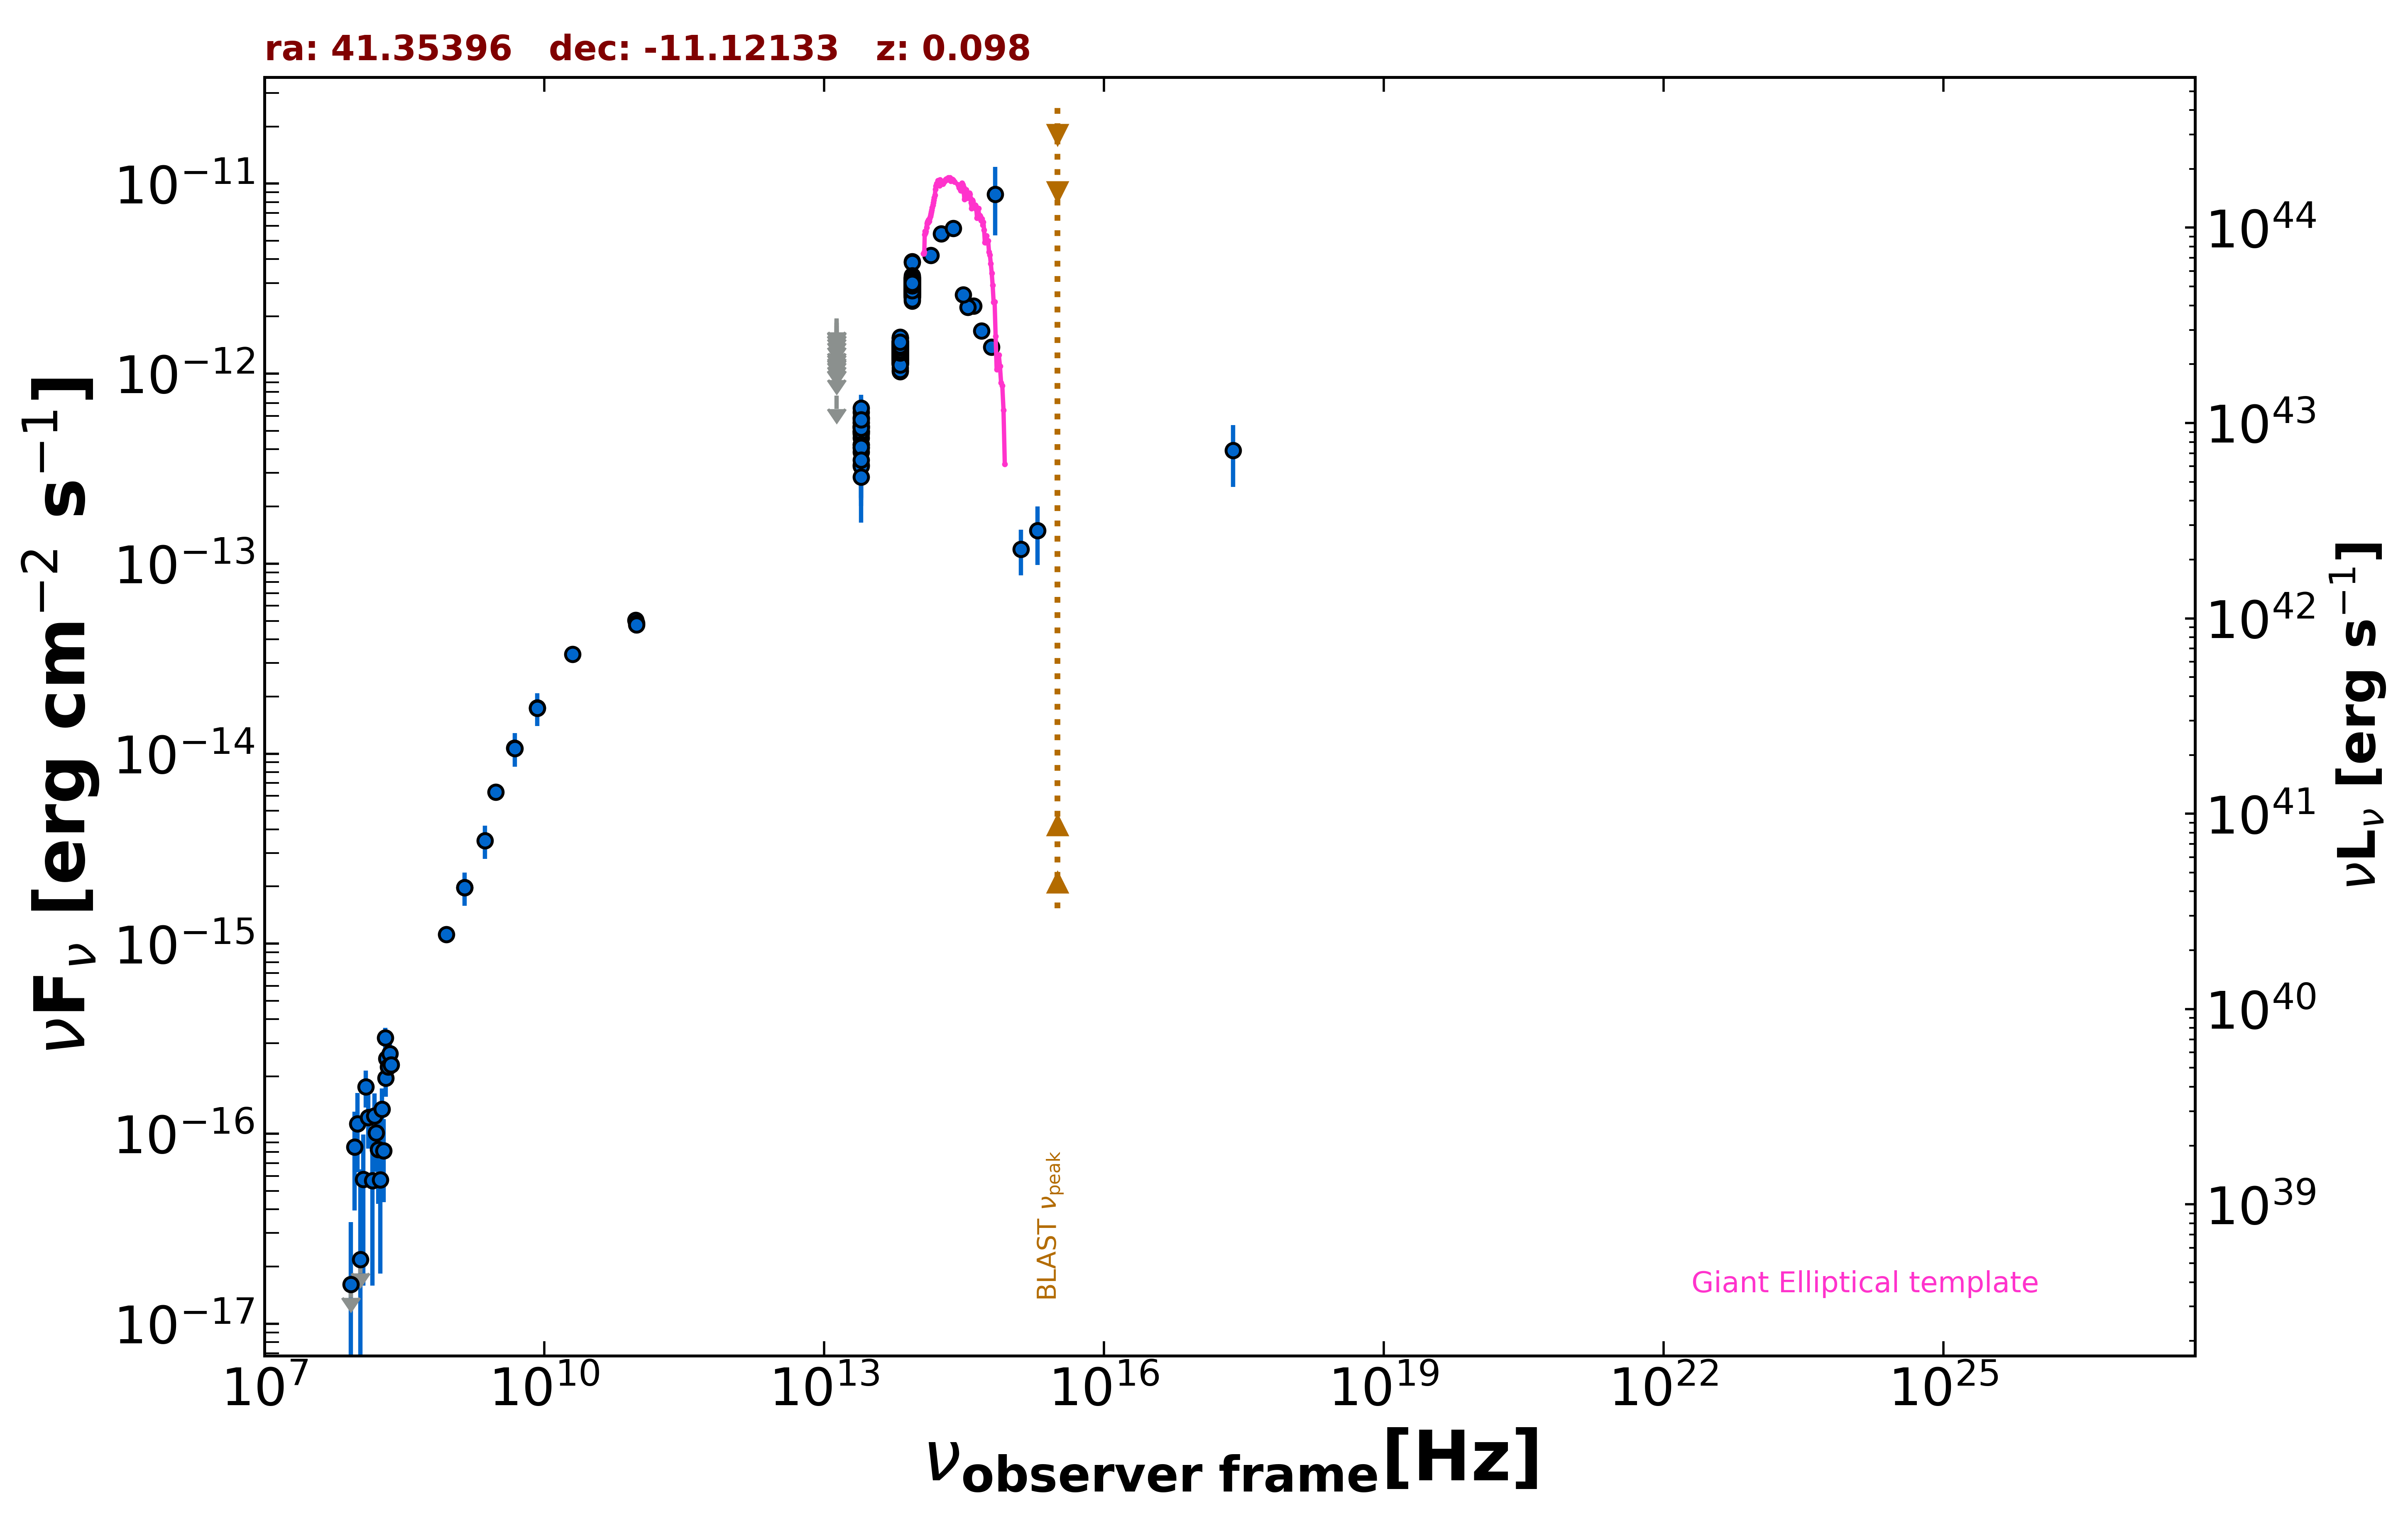 ra: 41.35396   dec: -11.12133   z: 0.098
νF_ν [erg cm^−2 s^−1]
10^−11
10^−12
10^−13
10^−14
10^−15
10^−16
10^−17
BLAST ν_peak
Giant Elliptical template
10^44
10^43
10^42
10^41
10^40
10^39
νL_ν [erg s^−1]
10^7 10^10 10^13 10^16 10^19 10^22 10^25
ν_observer frame [Hz]